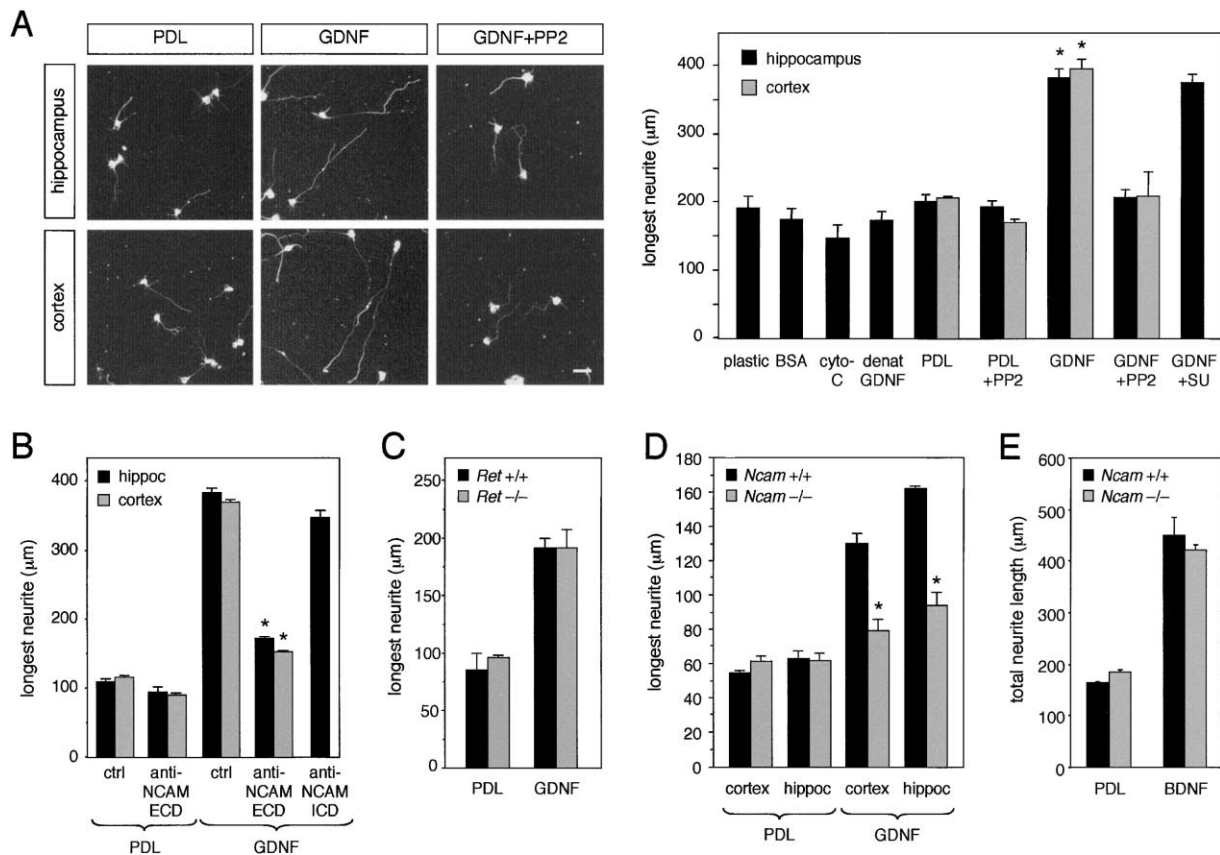 A
PDL
GDNF
GDNF+PP2
hippocampus
cortex
longest neurite (μm)
400
300
200
100
0
hippocampus
cortex
* *
plastic
BSA
cyto-
C
denat
GDNF
PDL
PDL
+PP2
GDNF
GDNF
+PP2
GDNF
+SU
B
longest neurite (μm)
400
300
200
100
0
hippoc
cortex
* *
ctrl
anti-
NCAM
ECD
ctrl
anti-
NCAM
ECD
anti-
NCAM
ICD
PDL
GDNF
C
longest neurite (μm)
250
200
150
100
50
0
Ret +/+
Ret –/–
PDL
GDNF
D
longest neurite (μm)
180
160
140
120
100
80
60
40
20
0
Ncam +/+
Ncam –/–
*
*
cortex
hippoc
cortex
hippoc
PDL
GDNF
E
total neurite length (μm)
600
500
400
300
200
100
0
Ncam +/+
Ncam –/–
PDL
BDNF